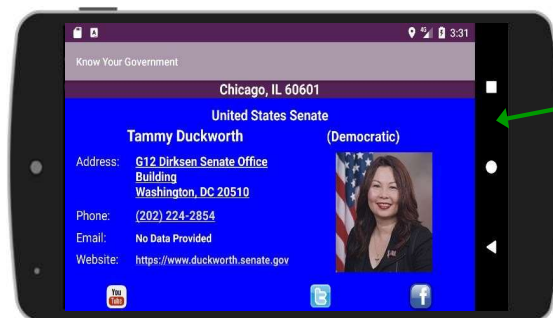 4G 3:31
Know Your Government
Chicago, IL 60601
United States Senate
Tammy Duckworth (Democratic)
Address: G12 Dirksen Senate Office
Building
Washington, DC 20510
Phone: (202) 224-2854
Email: No Data Provided
Website: https://www.duckworth.senate.gov
You
Tube